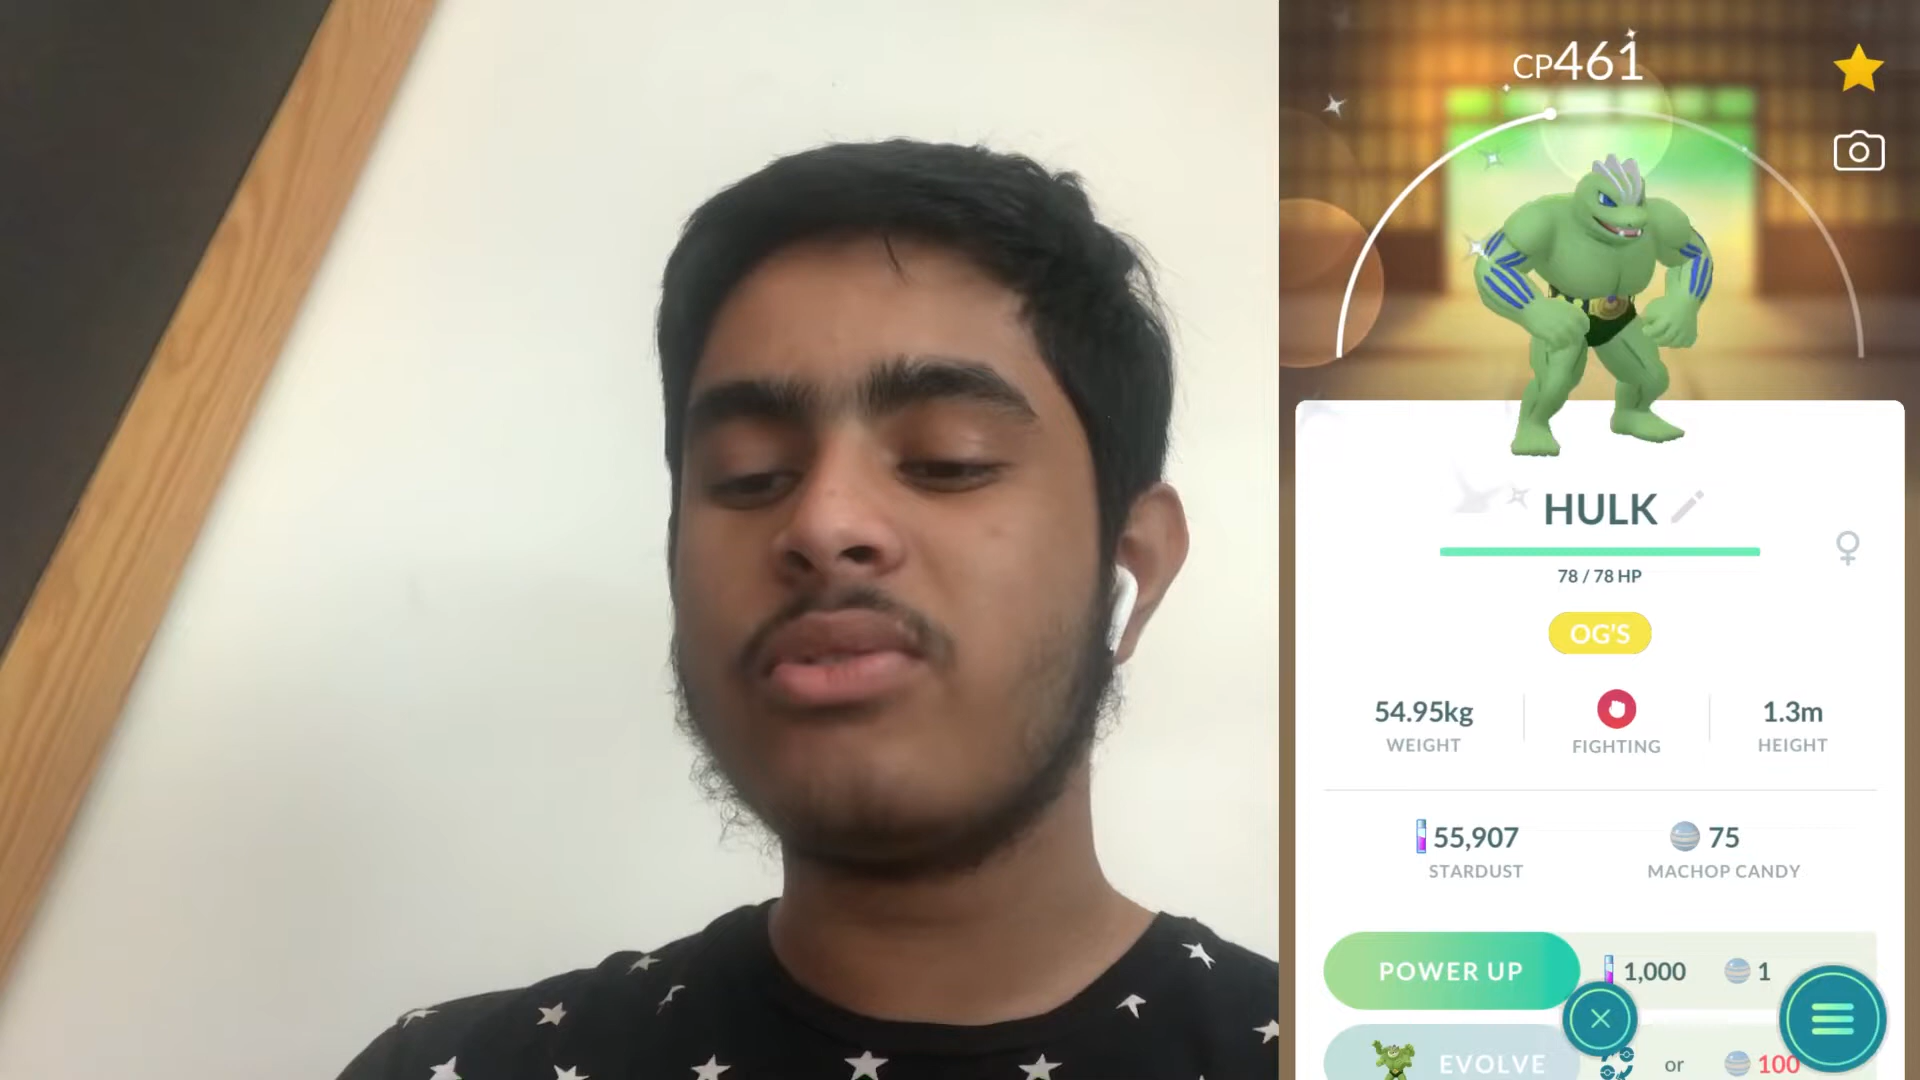 CP461
HULK
78 / 78 HP
OG'S
54.95kg
WEIGHT
FIGHTING
1.3m
HEIGHT
55,907
STARDUST
75
MACHOP CANDY
POWER UP 1,000 1
EVOLVE or 100